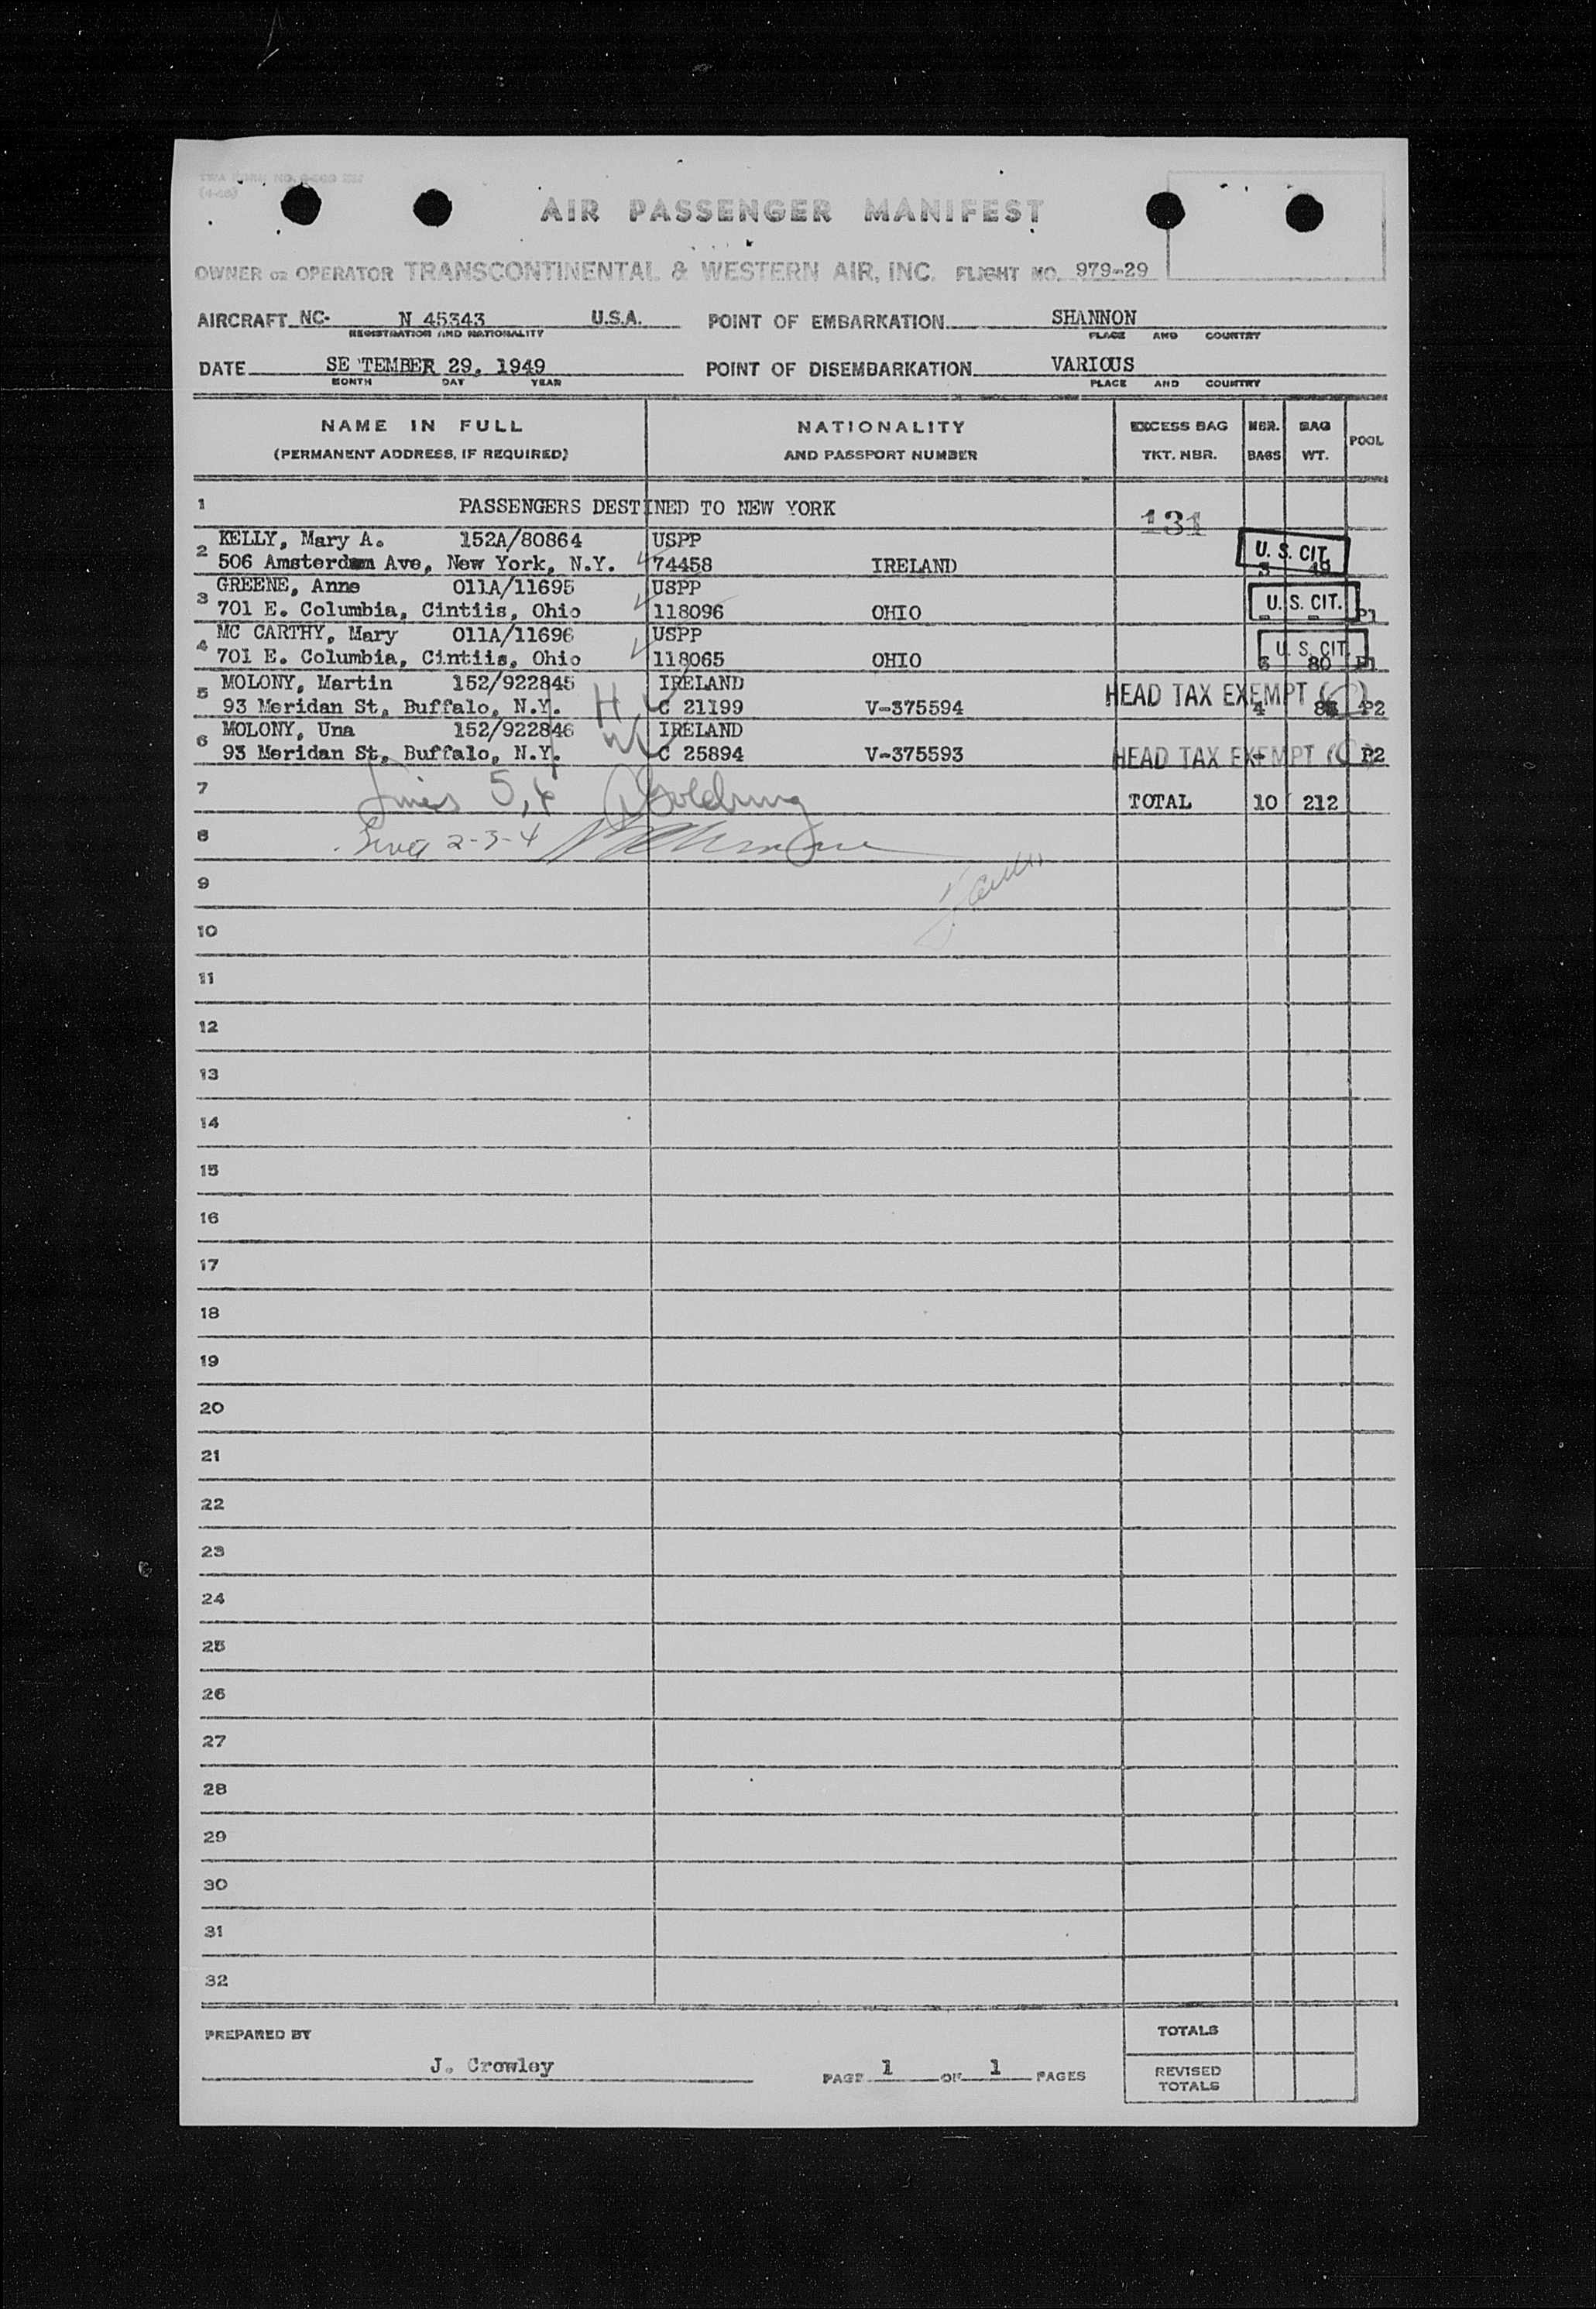 AIR PASSENGER MANIFEST
OWNER OR OPERATOR TRANSCONTINENTAL & WESTERN AIR, INC. FLIGHT NO. 979-29
AIRCRAFT NC- N 45343 U.S.A. POINT OF EMBARKATION SHANNON
REGISTRATION AND NATIONALITY PLACE AND COUNTRY
DATE SE TEMBER 29, 1949 POINT OF DISEMBARKATION VARIOUS
MONTH DAY YEAR PLACE AND COUNTRY
NAME IN FULL NATIONALITY EXCESS BAG NBR. BAG POOL
(PERMANENT ADDRESS, IF REQUIRED) AND PASSPORT NUMBER TKT. NBR. BAGS WT.
1 PASSENGERS DESTINED TO NEW YORK
131
2 KELLY, Mary A. 152A/80864 USPP U. S. CIT.
506 Amsterdam Ave, New York, N.Y. 74458 IRELAND 3
3 GREENE, Anne 011A/11695 USPP U. S. CIT.
701 E. Columbia, Cintiis, Ohio 118096 OHIO - - P1
4 MC CARTHY, Mary 011A/11696 USPP U. S. CIT.
701 E. Columbia, Cintiis, Ohio 118065 OHIO 3 80 P1
5 MOLONY, Martin 152/922845 H IRELAND HEAD TAX EXEMPT
93 Meridan St, Buffalo, N.Y. C 21199 V-375594 4 P2
6 MOLONY, Una 152/922846 W IRELAND
93 Meridan St, Buffalo, N.Y. C 25894 V-375593 HEAD TAX EXEMPT P2
7 Lines 5,6 Goldring TOTAL 10 212
8 2-3-4
9
10
11
12
13
14
15
16
17
18
19
20
21
22
23
24
25
26
27
28
29
30
31
32
PREPARED BY TOTALS
J. Crowley PAGE 1 OF 1 PAGES REVISED
TOTALS